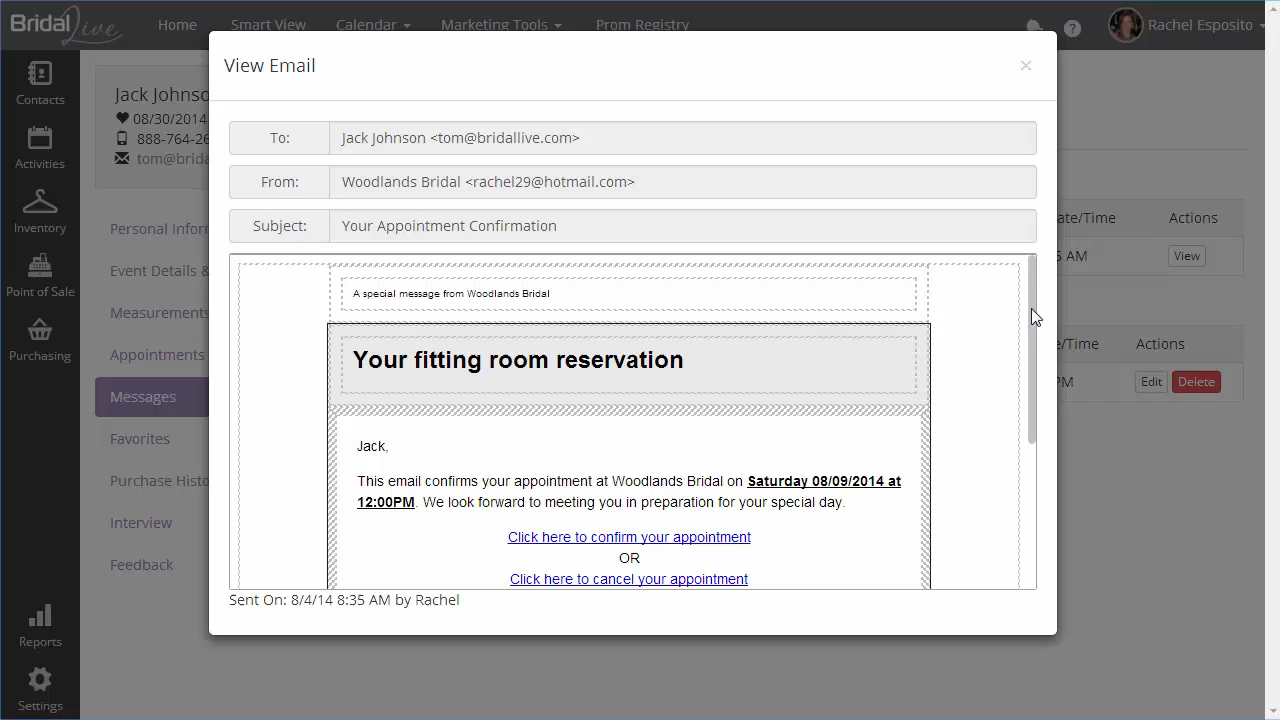 Bridal Live
Home
Smart View
Calendar
Marketing Tools
Prom Registry
?
Rachel Esposito
Contacts
Activities
Inventory
Point of Sale
Purchasing
Reports
Settings
Jack Johnso
08/30/2014
888-764-26
tom@brida
Personal Inform
Event Details &
Measurements
Appointments
Messages
Favorites
Purchase Histo
Interview
Feedback
View Email
×
To:
Jack Johnson <tom@bridallive.com>
From:
Woodlands Bridal <rachel29@hotmail.com>
Subject:
Your Appointment Confirmation
A special message from Woodlands Bridal
Your fitting room reservation
Jack,
This email confirms your appointment at Woodlands Bridal on Saturday 08/09/2014 at
12:00PM. We look forward to meeting you in preparation for your special day.
Click here to confirm your appointment
OR
Click here to cancel your appointment
Sent On: 8/4/14 8:35 AM by Rachel
ate/Time
Actions
5 AM
View
e/Time
Actions
PM
Edit
Delete